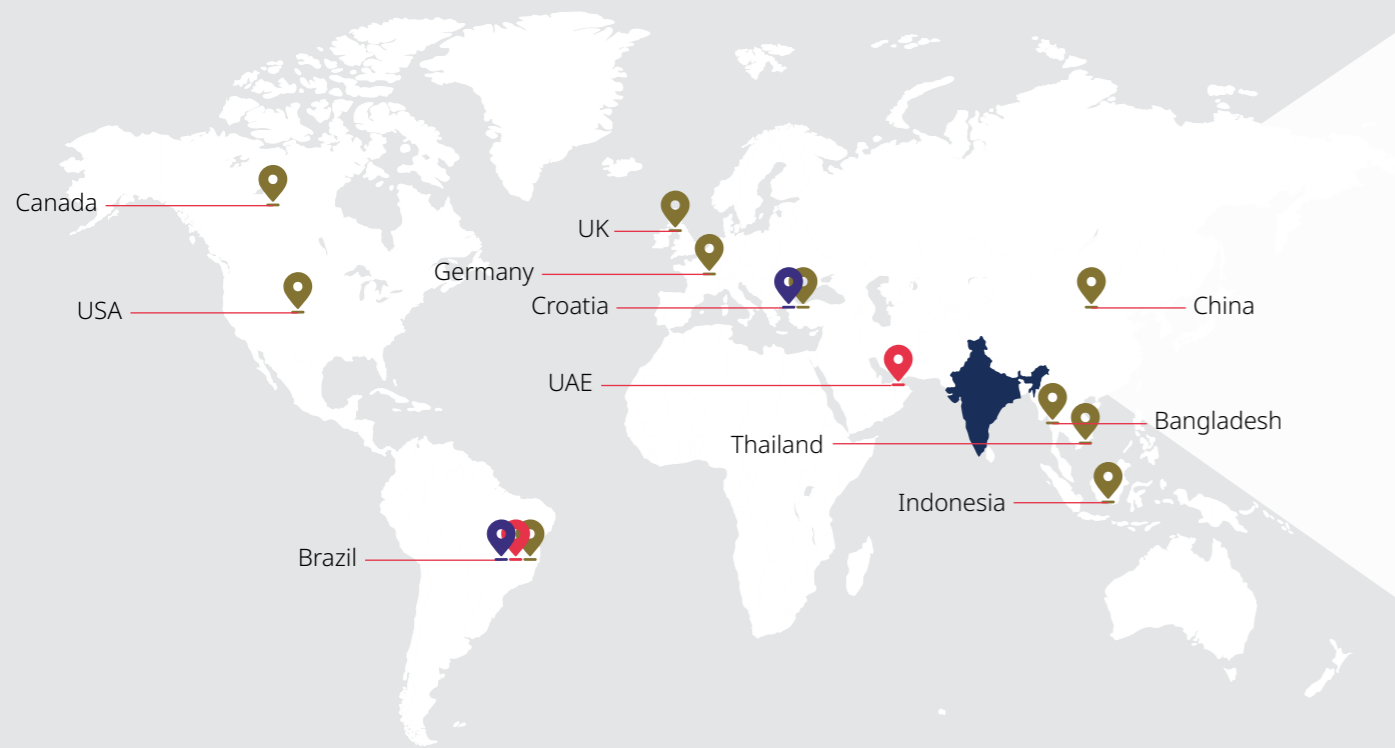 Canada
UK
Germany
USA
Croatia
China
UAE
Bangladesh
Thailand
Indonesia
Brazil